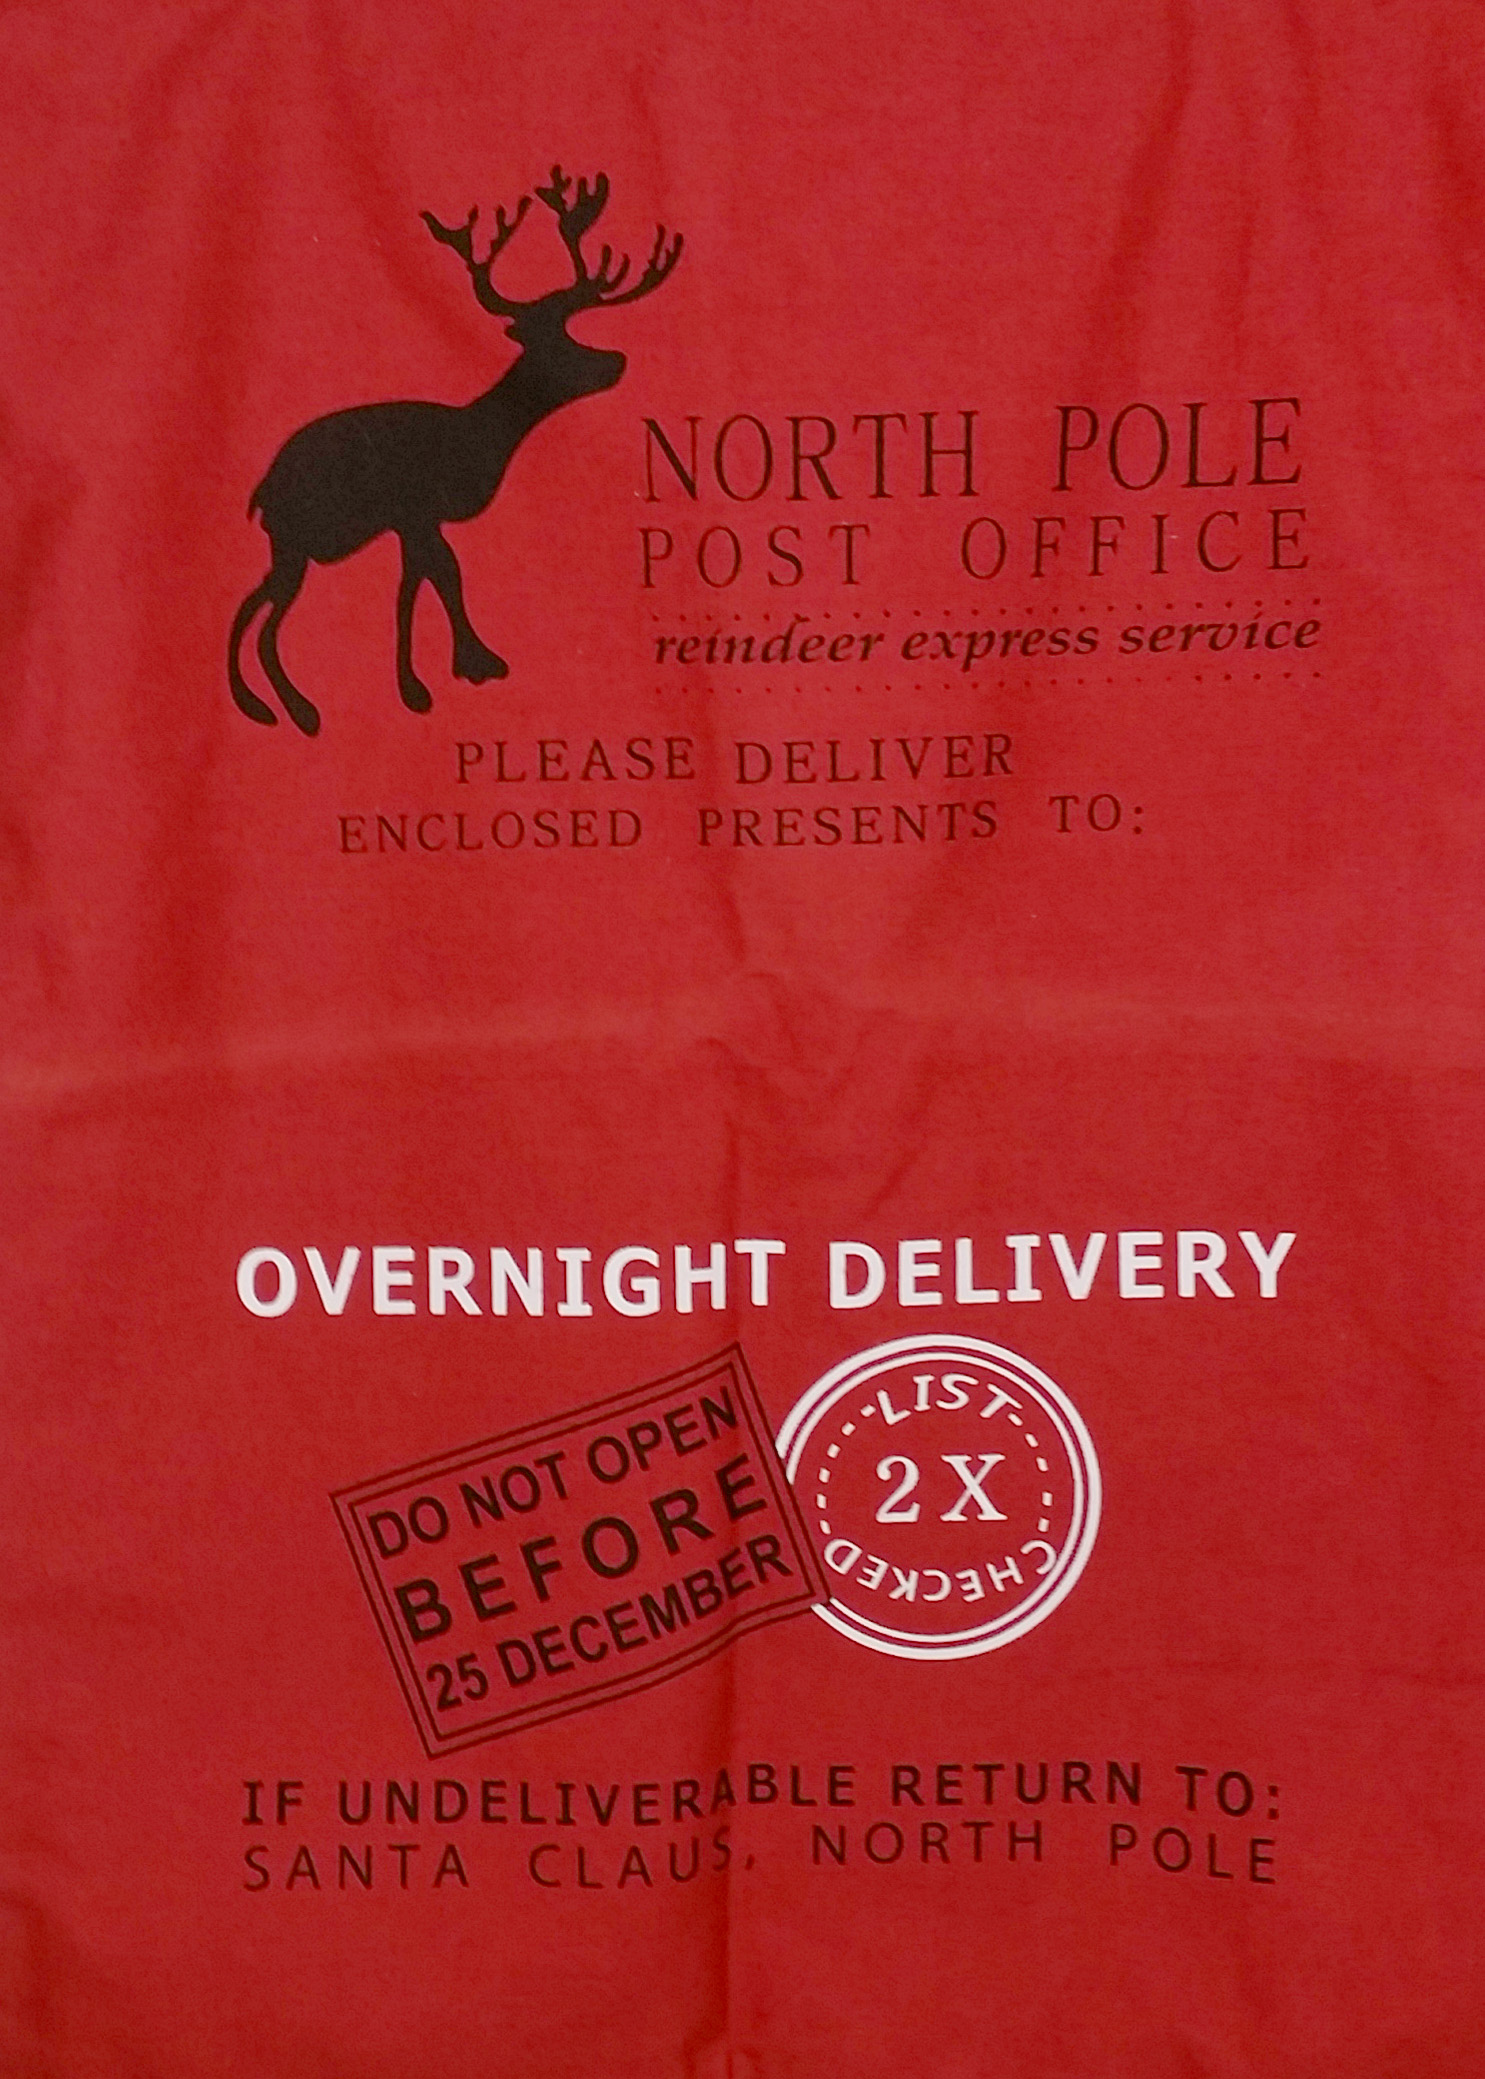 NORTH POLE
POST OFFICE
reindeer express service
PLEASE DELIVER
ENCLOSED PRESENTS TO:
OVERNIGHT DELIVERY
DO NOT OPEN
BEFORE
25 DECEMBER
LIST
2X
CHECKED
IF UNDELIVERABLE RETURN TO:
SANTA CLAUS, NORTH POLE